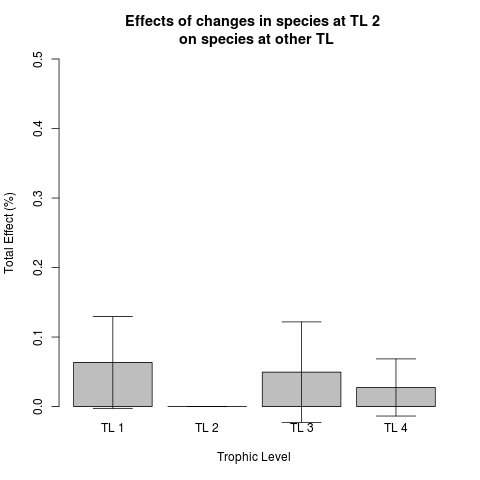 Effects of changes in species at TL 2
on species at other TL
0.5
0.4
0.3
0.2
0.1
0.0
Total Effect (%)
TL 1 TL 2 TL 3 TL 4
Trophic Level